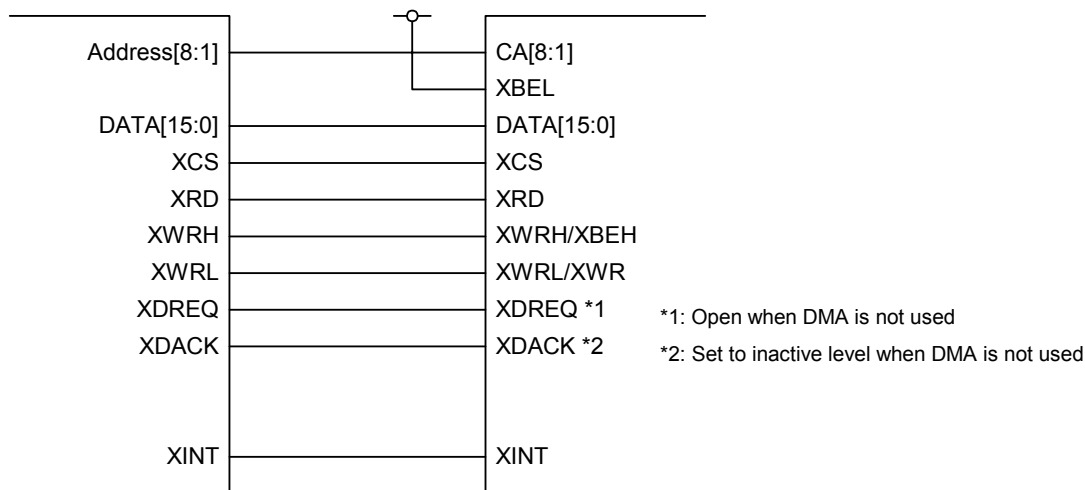 Address[8:1] CA[8:1]
XBEL
DATA[15:0] DATA[15:0]
XCS XCS
XRD XRD
XWRH XWRH/XBEH
XWRL XWRL/XWR
XDREQ XDREQ *1 *1: Open when DMA is not used
XDACK XDACK *2 *2: Set to inactive level when DMA is not used
XINT XINT